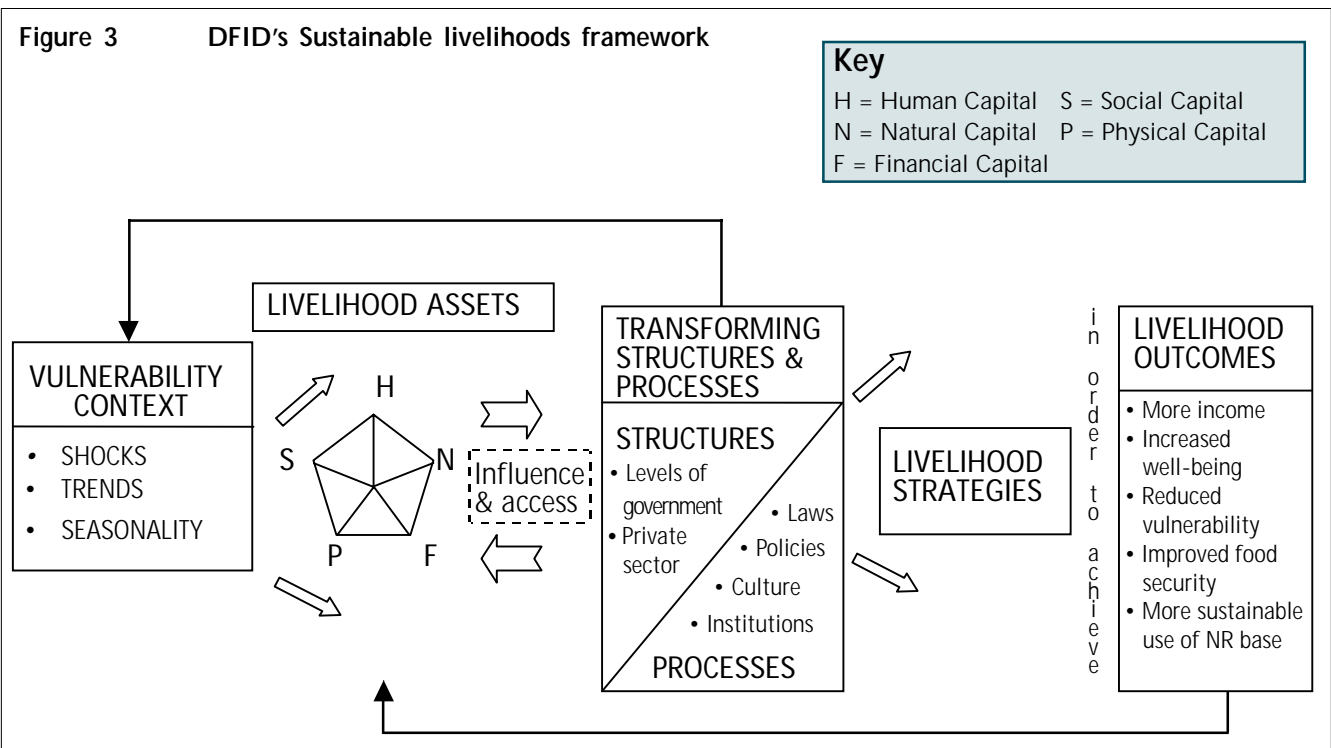 Figure 3 DFID's Sustainable livelihoods framework
Key
H = Human Capital S = Social Capital
N = Natural Capital P = Physical Capital
F = Financial Capital
LIVELIHOOD ASSETS
VULNERABILITY
CONTEXT
• SHOCKS
• TRENDS
• SEASONALITY
H
S
N
P
F
Influence
& access
TRANSFORMING
STRUCTURES &
PROCESSES
STRUCTURES
• Levels of
government
• Private
sector
• Laws
• Policies
• Culture
• Institutions
PROCESSES
LIVELIHOOD
STRATEGIES
in order to achieve
LIVELIHOOD
OUTCOMES
• More income
• Increased
well-being
• Reduced
vulnerability
• Improved food
security
• More sustainable
use of NR base